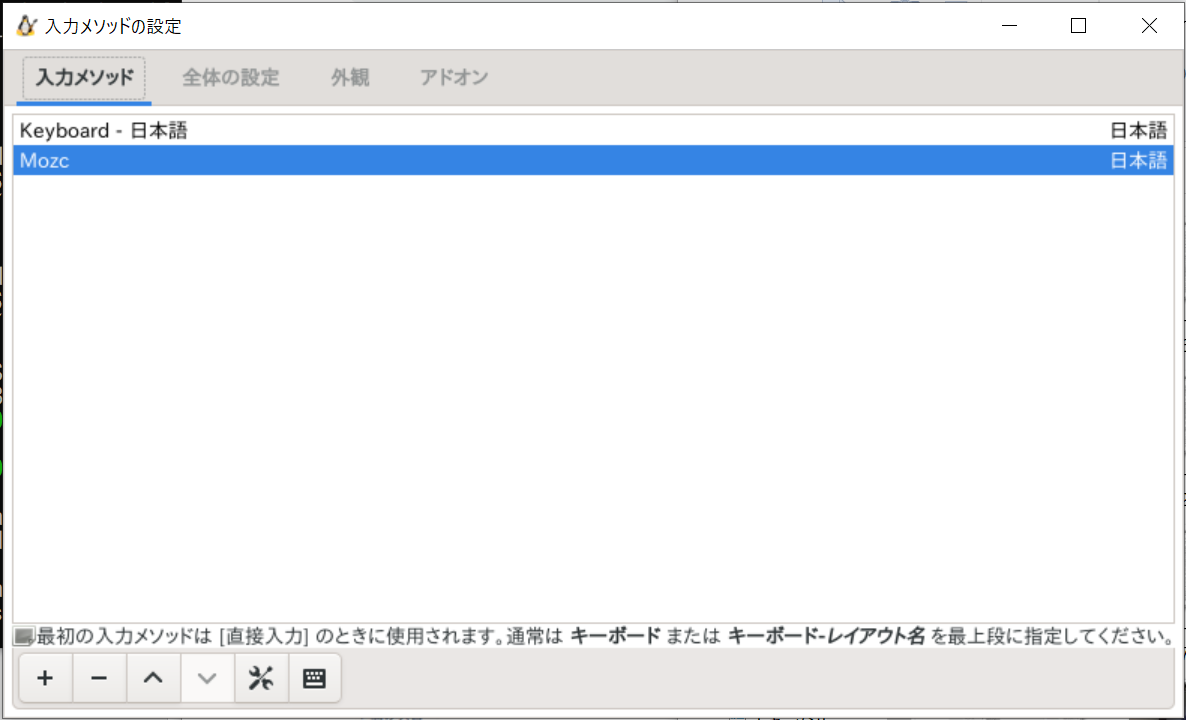 入力メソッドの設定
入力メソッド 全体の設定 外観 アドオン
Keyboard - 日本語 日本語
Mozc 日本語
最初の入力メソッドは [直接入力] のときに使用されます。通常は キーボード または キーボード-レイアウト名 を最上段に指定してください。